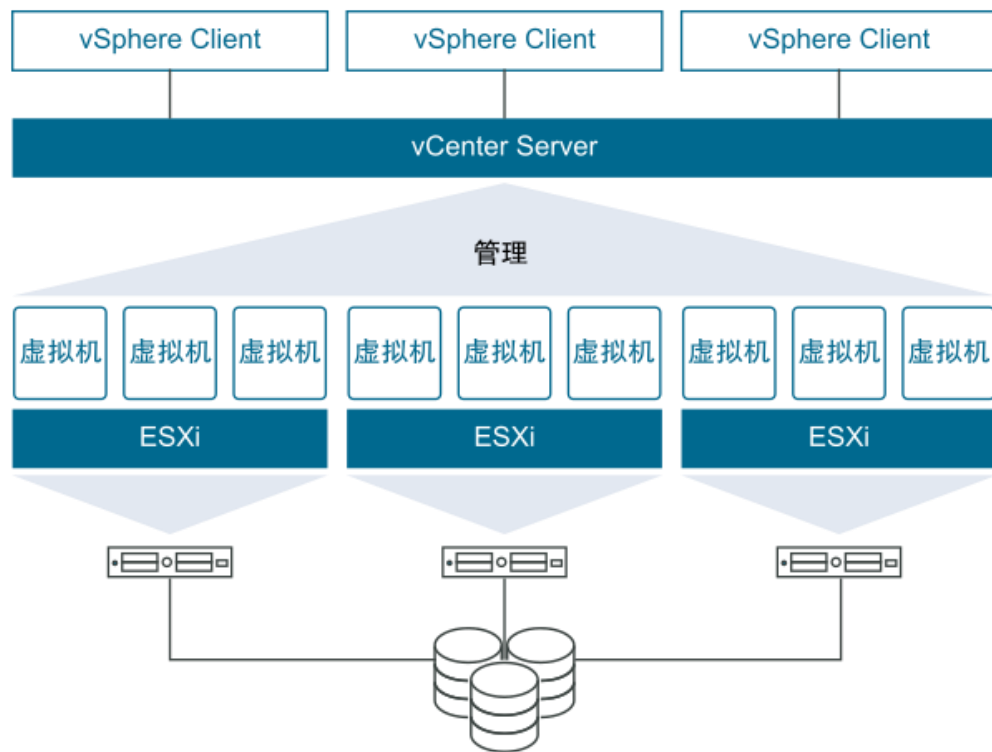 vSphere Client vSphere Client vSphere Client
vCenter Server
管理
虚拟机 虚拟机 虚拟机 虚拟机 虚拟机 虚拟机 虚拟机 虚拟机 虚拟机
ESXi ESXi ESXi